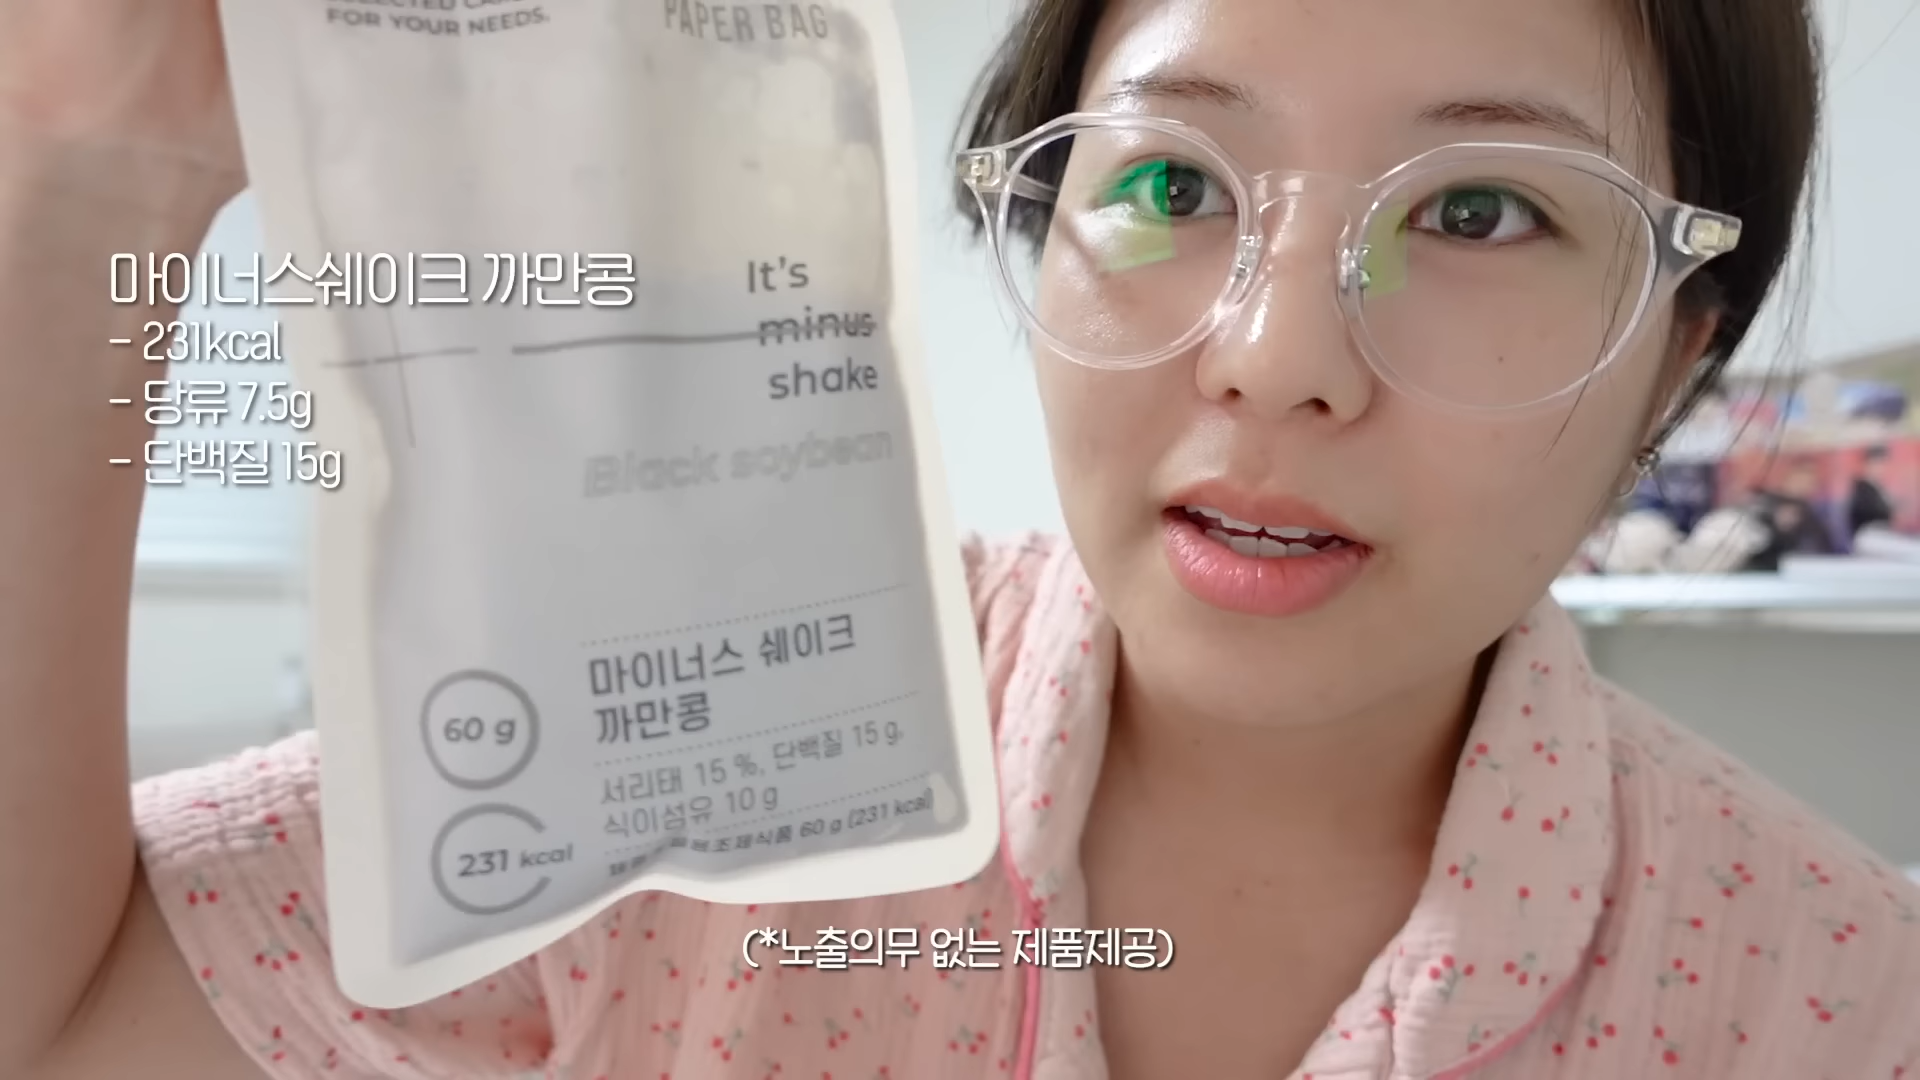 FOR YOUR NEEDS.
PAPER BAG
마이너스쉐이크 까만콩
- 231kcal
- 당류 7.5g
- 단백질 15g
It's
minus
shake
Black soybean
마이너스 쉐이크
까만콩
60 g
서리태 15 %, 단백질 15 g,
식이섬유 10 g
조제식품 60 g (231 kcal)
231 kcal
(*노출의무 없는 제품제공)